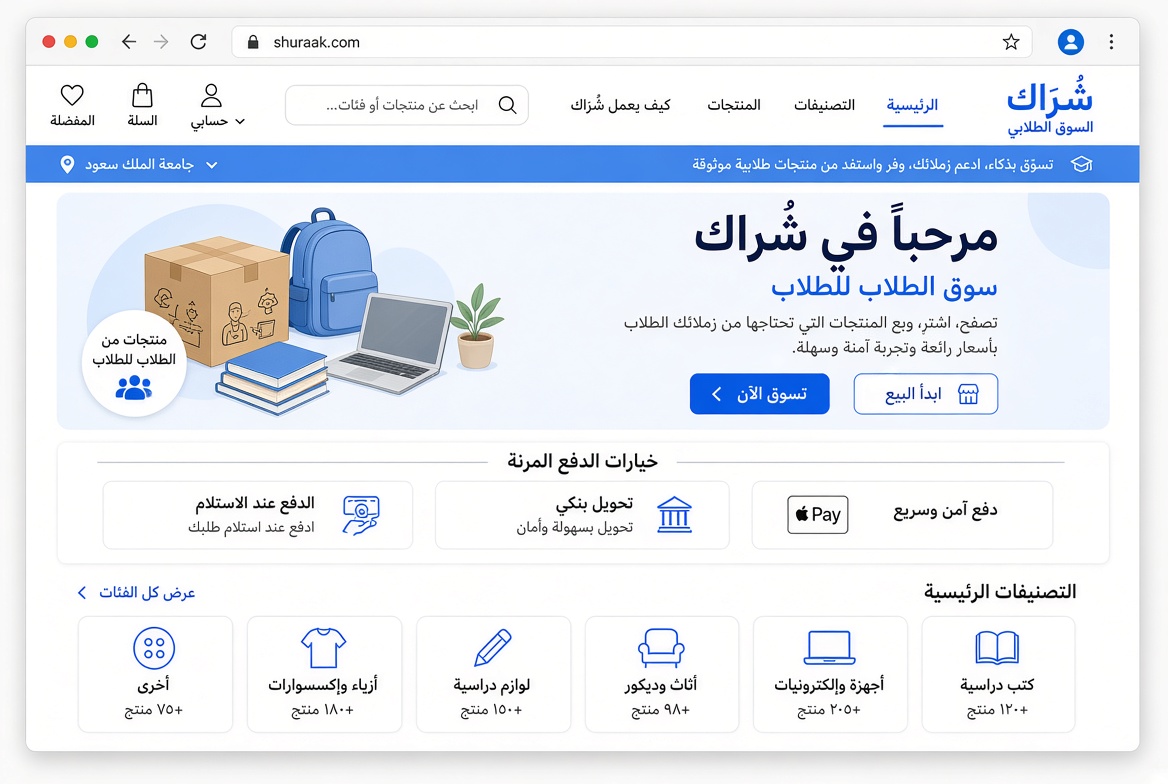 shuraak.com
شُرَاك
السوق الطلابي
الرئيسية
التصنيفات
المنتجات
كيف يعمل شُرَاك
ابحث عن منتجات أو فئات...
حسابي
السلة
المفضلة
تسوّق بذكاء، ادعم زملائك، وفر واستفد من منتجات طلابية موثوقة
جامعة الملك سعود
مرحباً في شُراك
سوق الطلاب للطلاب
تصفح، اشترِ، وبع المنتجات التي تحتاجها من زملائك الطلاب
بأسعار رائعة وتجربة آمنة وسهلة.
ابدأ البيع
تسوق الآن
منتجات من
الطلاب للطلاب
خيارات الدفع المرنة
دفع آمن وسريع
Pay
تحويل بنكي
تحويل بسهولة وأمان
الدفع عند الاستلام
ادفع عند استلام طلبك
التصنيفات الرئيسية
عرض كل الفئات
كتب دراسية
+١٢٠ منتج
أجهزة وإلكترونيات
+٢٠٥ منتج
أثاث وديكور
+٩٨ منتج
لوازم دراسية
+١٥٠ منتج
أزياء وإكسسوارات
+١٨٠ منتج
أخرى
+٧٥ منتج